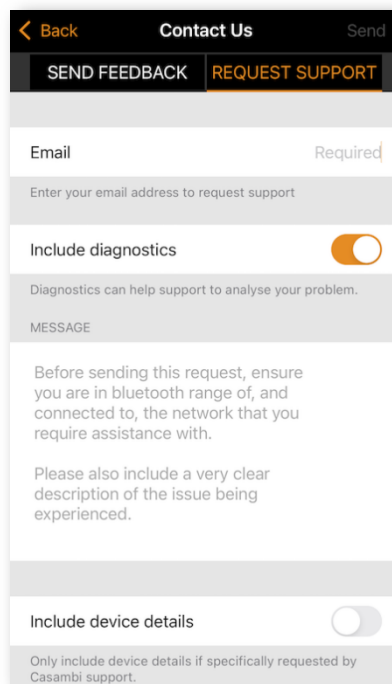 Back Contact Us Send
SEND FEEDBACK REQUEST SUPPORT
Email Required
Enter your email address to request support
Include diagnostics
Diagnostics can help support to analyse your problem.
MESSAGE
Before sending this request, ensure
you are in bluetooth range of, and
connected to, the network that you
require assistance with.
Please also include a very clear
description of the issue being
experienced.
Include device details
Only include device details if specifically requested by
Casambi support.